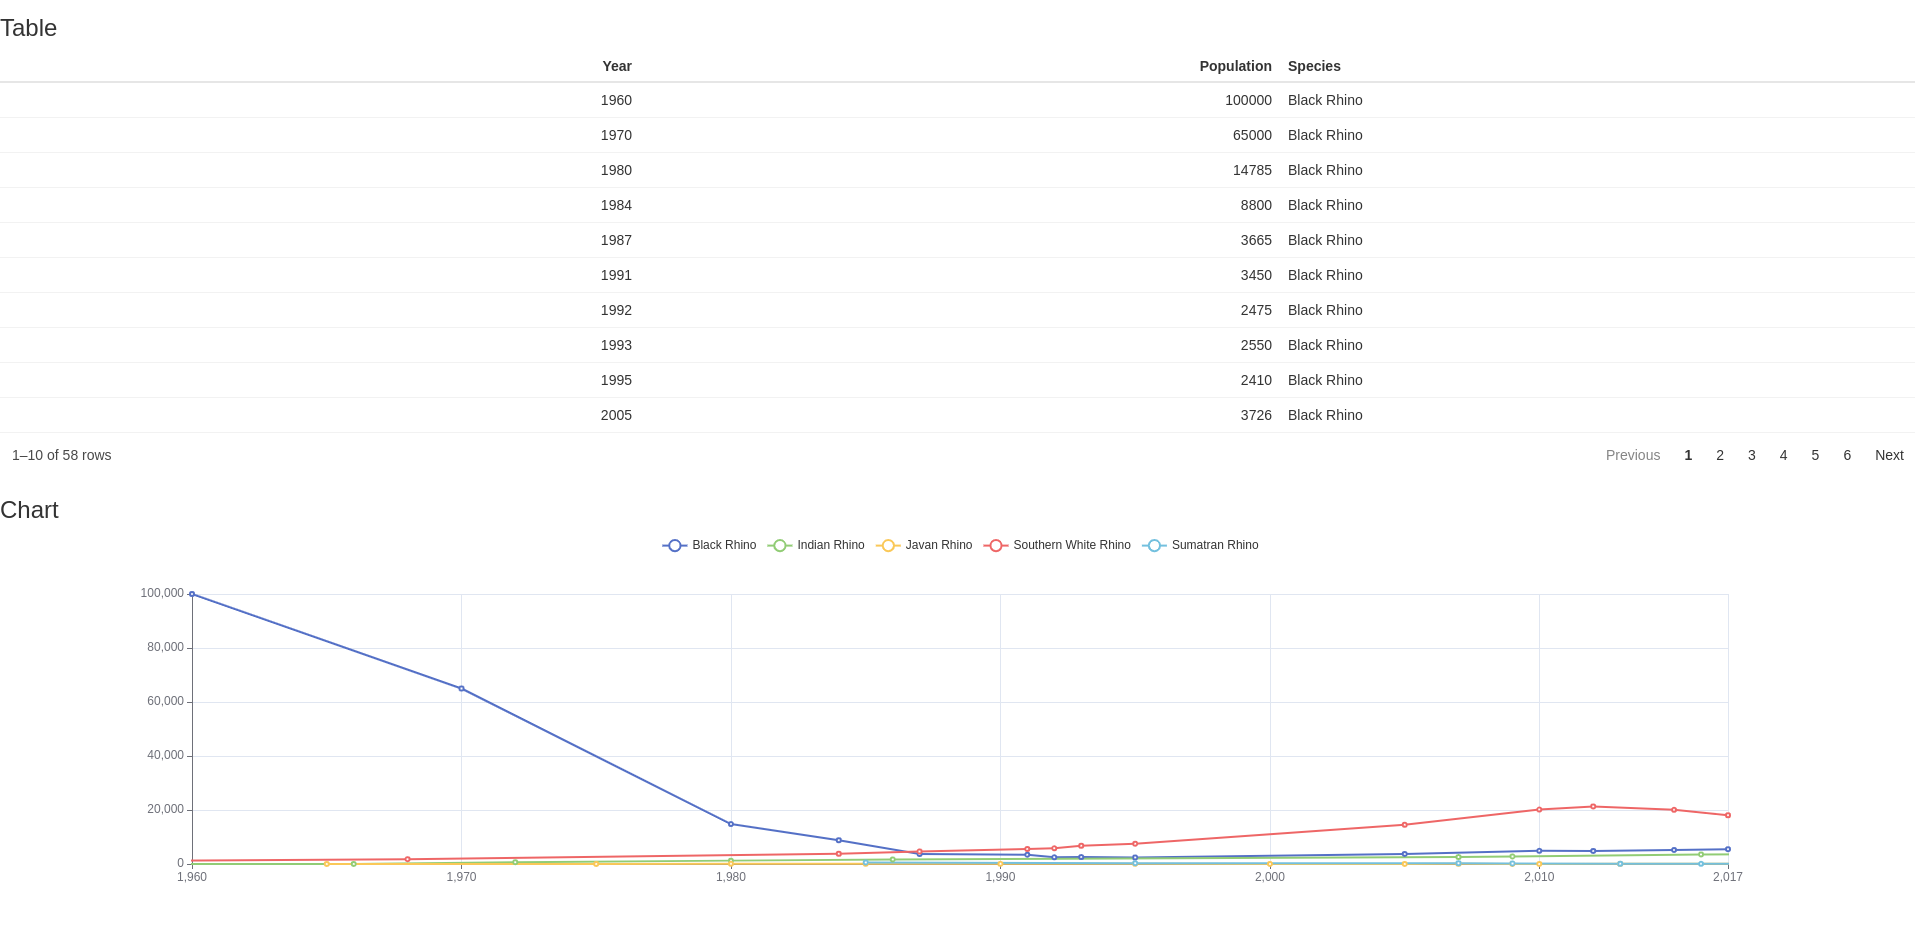 Table
Year Population Species
1960 100000 Black Rhino
1970 65000 Black Rhino
1980 14785 Black Rhino
1984 8800 Black Rhino
1987 3665 Black Rhino
1991 3450 Black Rhino
1992 2475 Black Rhino
1993 2550 Black Rhino
1995 2410 Black Rhino
2005 3726 Black Rhino
1–10 of 58 rows Previous 1 2 3 4 5 6 Next
Chart
Black Rhino Indian Rhino Javan Rhino Southern White Rhino Sumatran Rhino
100,000
80,000
60,000
40,000
20,000
0
1,960 1,970 1,980 1,990 2,000 2,010 2,017